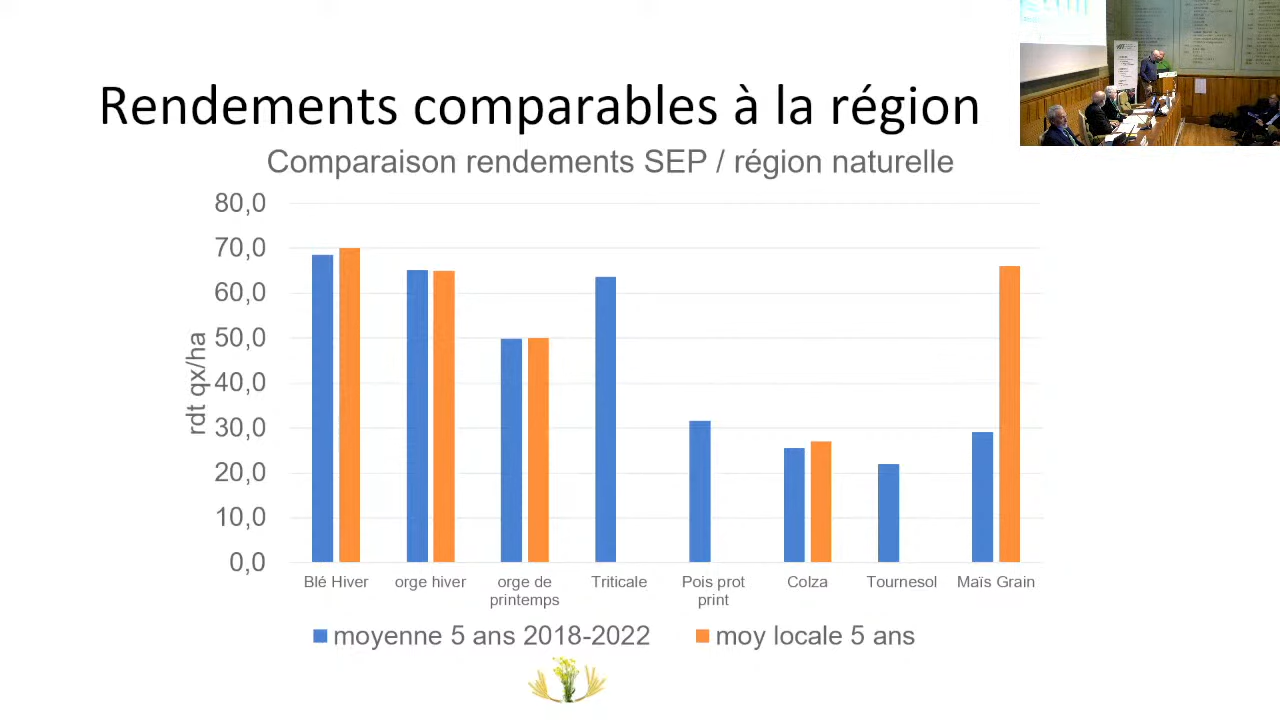 Rendements comparables à la région
Comparaison rendements SEP / région naturelle
80,0
70,0
60,0
50,0
40,0
30,0
20,0
10,0
0,0
rdt qx/ha
Blé Hiver
orge hiver
orge de
printemps
Triticale
Pois prot
print
Colza
Tournesol
Maïs Grain
moyenne 5 ans 2018-2022
moy locale 5 ans